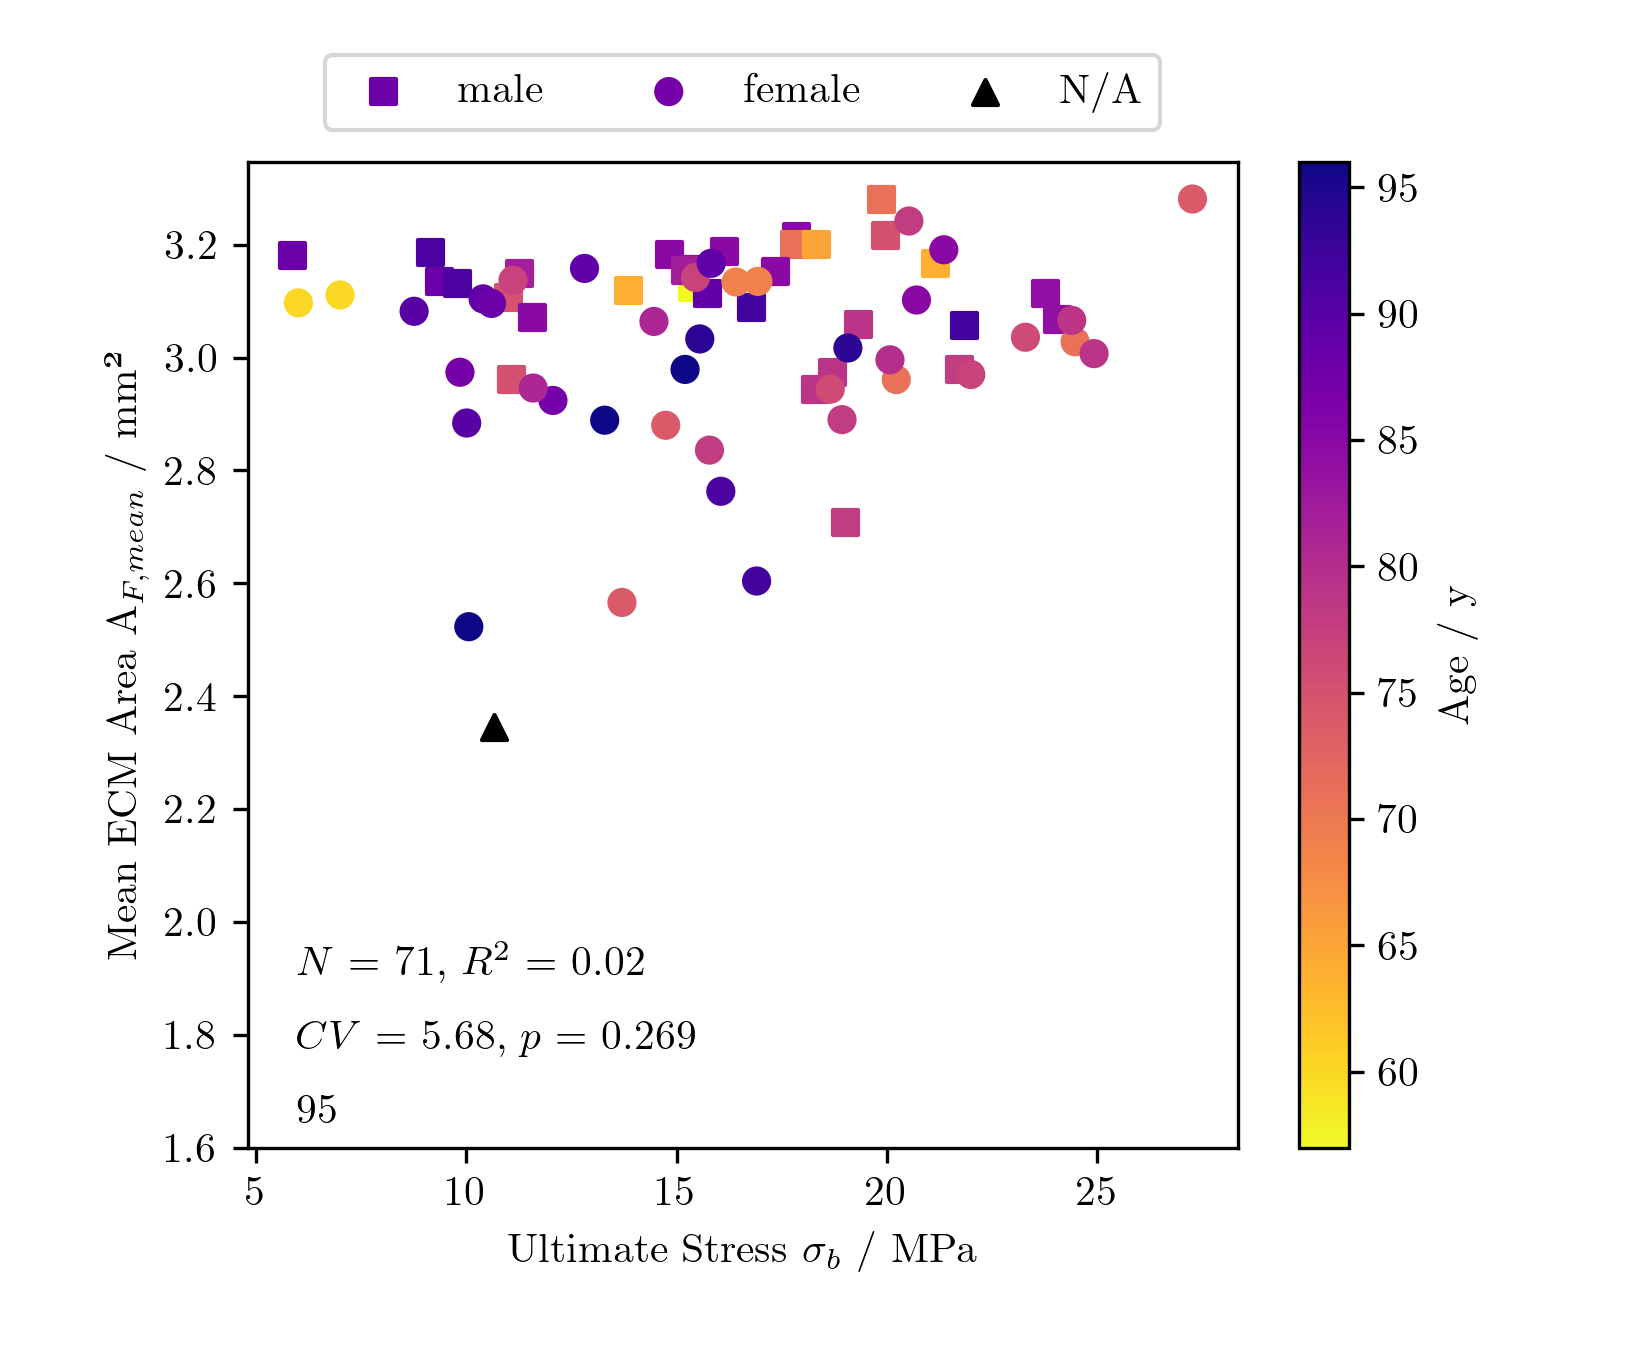 male female N/A
Mean ECM Area A_{F,mean} / mm²
3.2
3.0
2.8
2.6
2.4
2.2
2.0
1.8
1.6
N = 71, R² = 0.02
CV = 5.68, p = 0.269
95
5 10 15 20 25
Ultimate Stress σ_b / MPa
95
90
85
80
75
70
65
60
Age / y